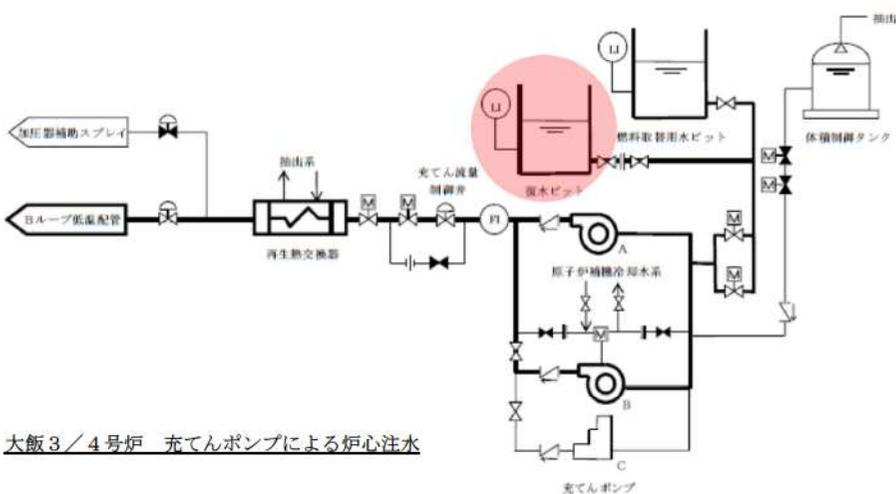 抽出
LI
LI
加圧器補助スプレイ
燃料取替用水ピット
体積制御タンク
抽出系
充てん流量
制御弁
復水ピット
M
M
M
M
Bループ低温配管
FI
M
A
再生熱交換器
原子炉補機冷却水系
M
M
B
大飯3/4号炉 充てんポンプによる炉心注水
C
充てんポンプ